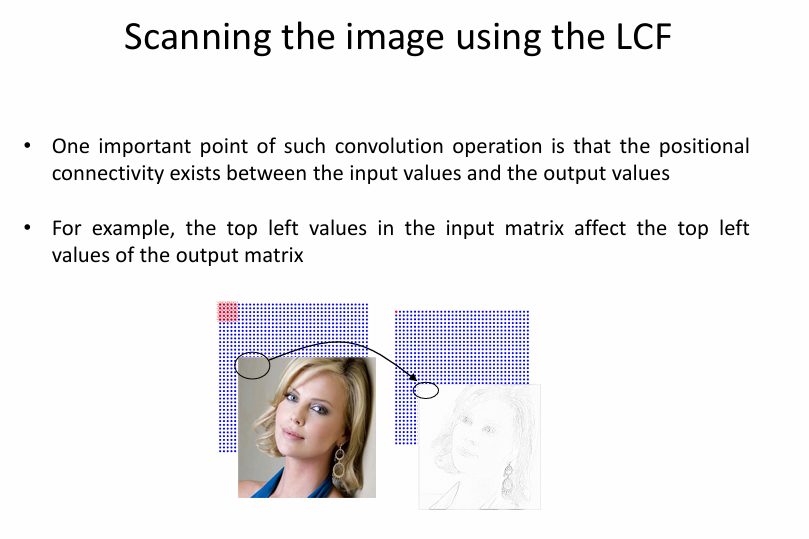 Scanning the image using the LCF
• One important point of such convolution operation is that the positional
connectivity exists between the input values and the output values
• For example, the top left values in the input matrix affect the top left
values of the output matrix